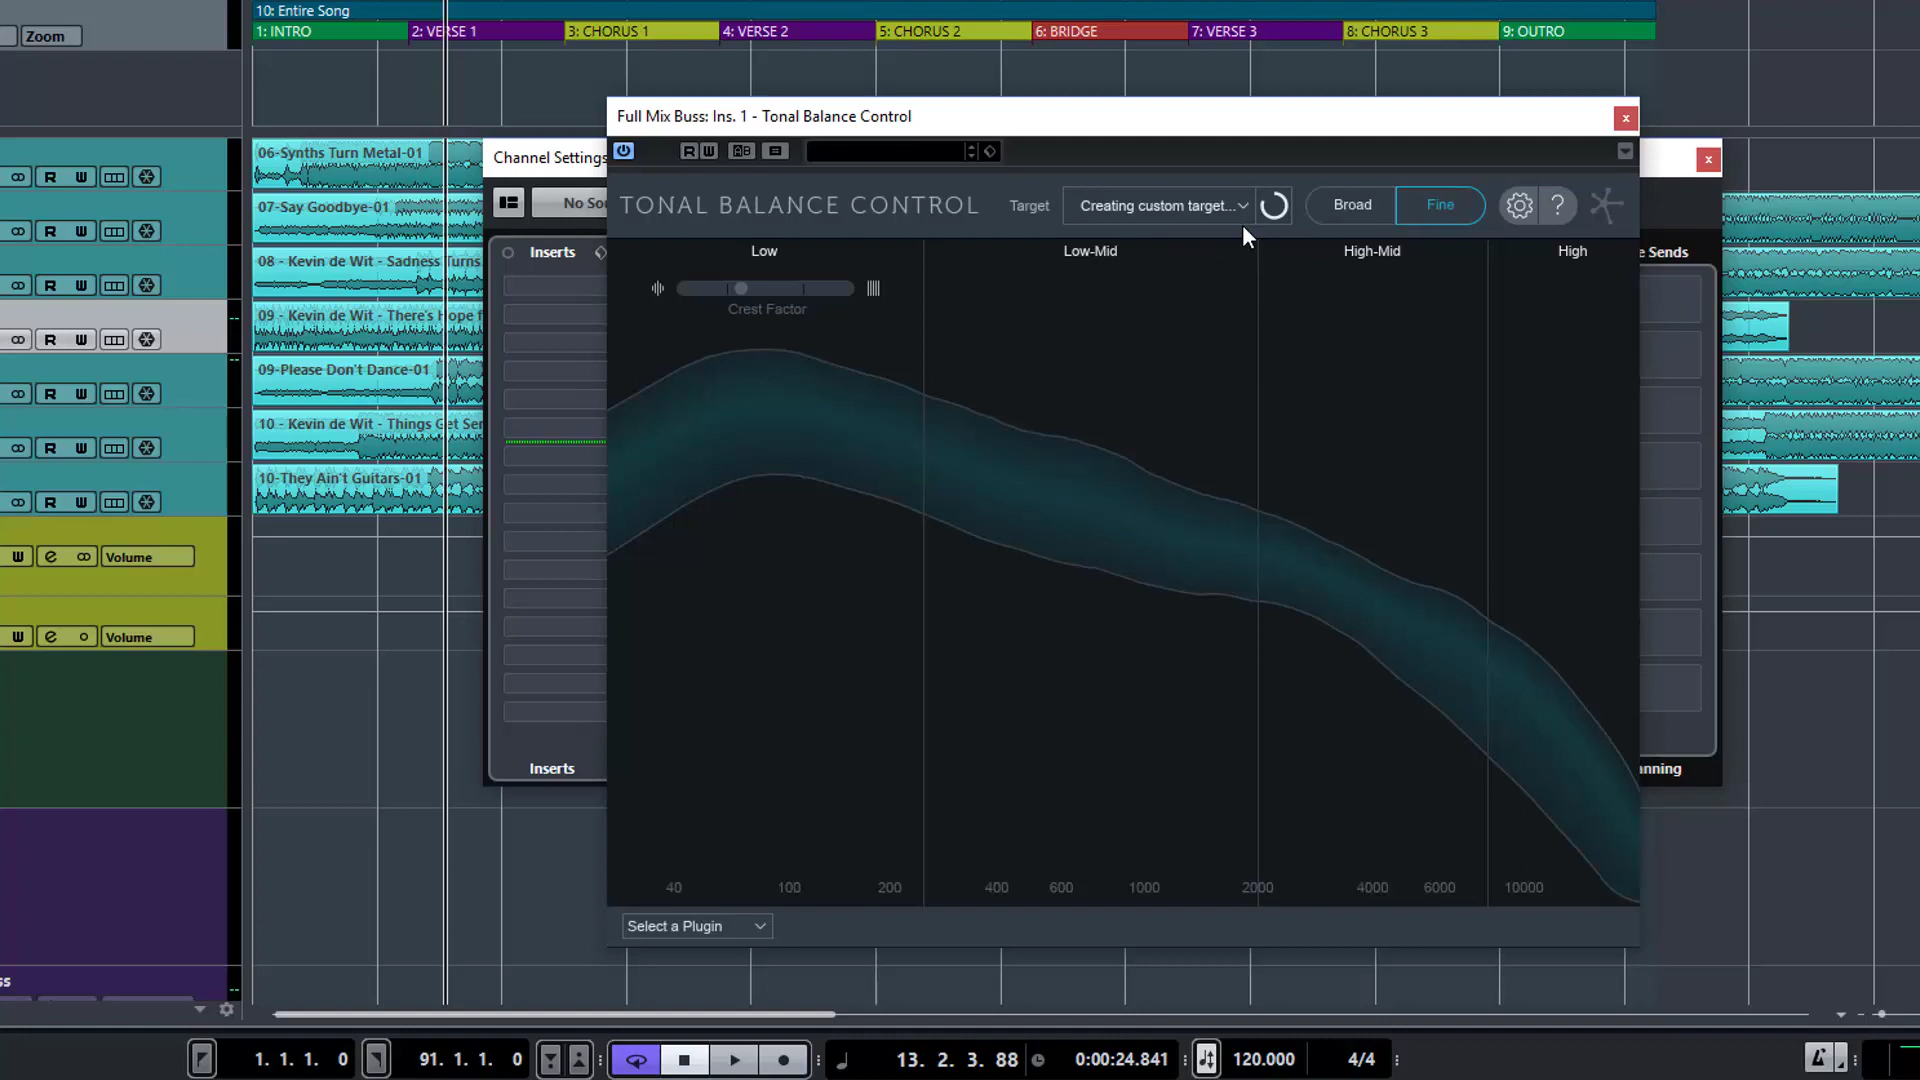 10: Entire Song
Zoom
1: INTRO
2: VERSE 1
3: CHORUS 1
4: VERSE 2
5: CHORUS 2
6: BRIDGE
7: VERSE 3
8: CHORUS 3
9: OUTRO
Full Mix Buss: Ins. 1 - Tonal Balance Control
x
06-Synths Turn Metal-01
R W
R W
Channel Settings
x
07-Say Goodbye-01
No Sou
TONAL BALANCE CONTROL
Target
Creating custom target...
Broad
Fine
?
R W
Inserts
Low
Low-Mid
High-Mid
High
e Sends
08 - Kevin de Wit - Sadness Turns
R W
Crest Factor
09 - Kevin de Wit - There's Hope f
R W
09-Please Don't Dance-01
R W
10 - Kevin de Wit - Things Get Ser
R W
10-They Ain't Guitars-01
R W
W e Volume
W e Volume
Inserts
anning
40
100
200
400
600
1000
2000
4000
6000
10000
Select a Plugin
ss
1. 1. 1. 0
91. 1. 1. 0
13. 2. 3. 88
0:00:24.841
120.000
4/4